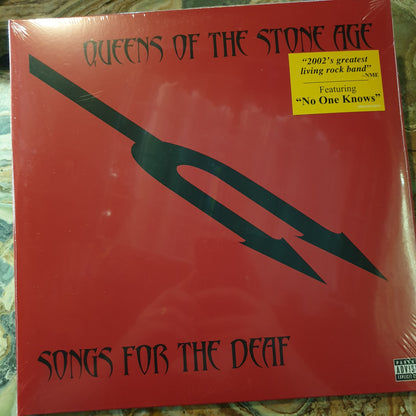 QUEENS OF THE STONE AGE
"2002's greatest
living rock band"
-NME
Featuring
"No One Knows"
SONGS FOR THE DEAF